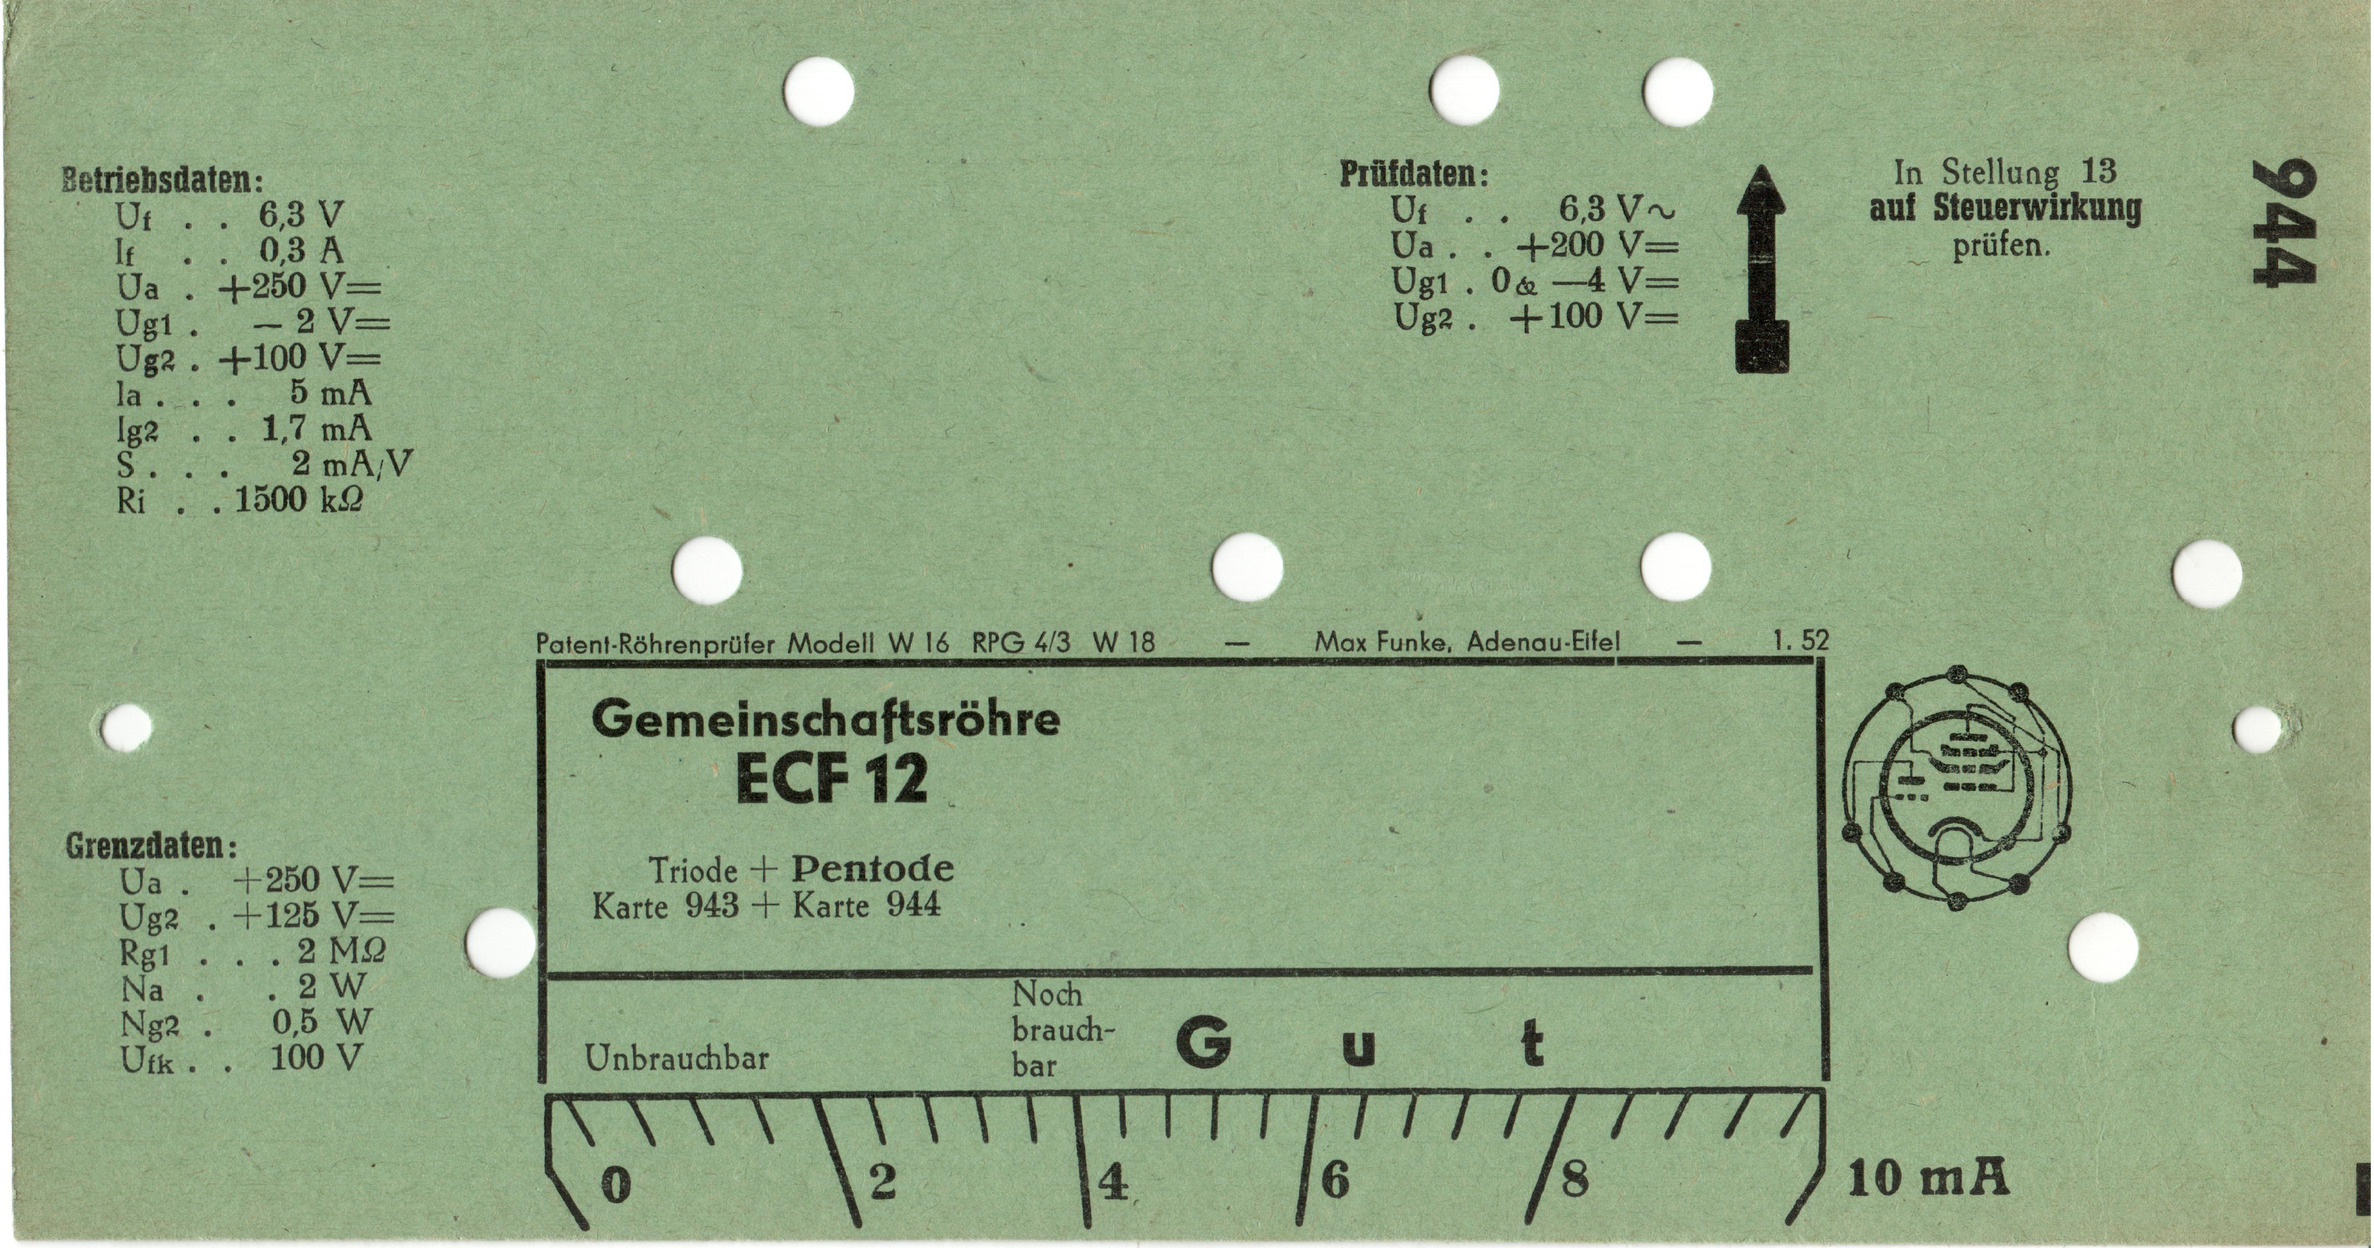 Betriebsdaten:
Uf . . 6,3 V
If . . 0,3 A
Ua . +250 V=
Ug1 . — 2 V=
Ug2 . +100 V=
Ia . . . 5 mA
Ig2 . . 1,7 mA
S . . . 2 mA/V
Ri . . 1500 kΩ
Prüfdaten:
Uf . . 6,3 V~
Ua . . +200 V=
Ug1 . 0 & —4 V=
Ug2 . +100 V=
In Stellung 13
auf Steuerwirkung
prüfen.
944
Patent-Röhrenprüfer Modell W 16 RPG 4/3 W 18 — Max Funke, Adenau-Eifel — 1. 52
Gemeinschaftsröhre
ECF 12
Triode + Pentode
Karte 943 + Karte 944
Grenzdaten:
Ua . +250 V=
Ug2 . +125 V=
Rg1 . . . 2 MΩ
Na . . 2 W
Ng2 . 0,5 W
Ufk . . 100 V
Unbrauchbar
Noch
brauch-
bar
Gut
0 2 4 6 8 10 mA